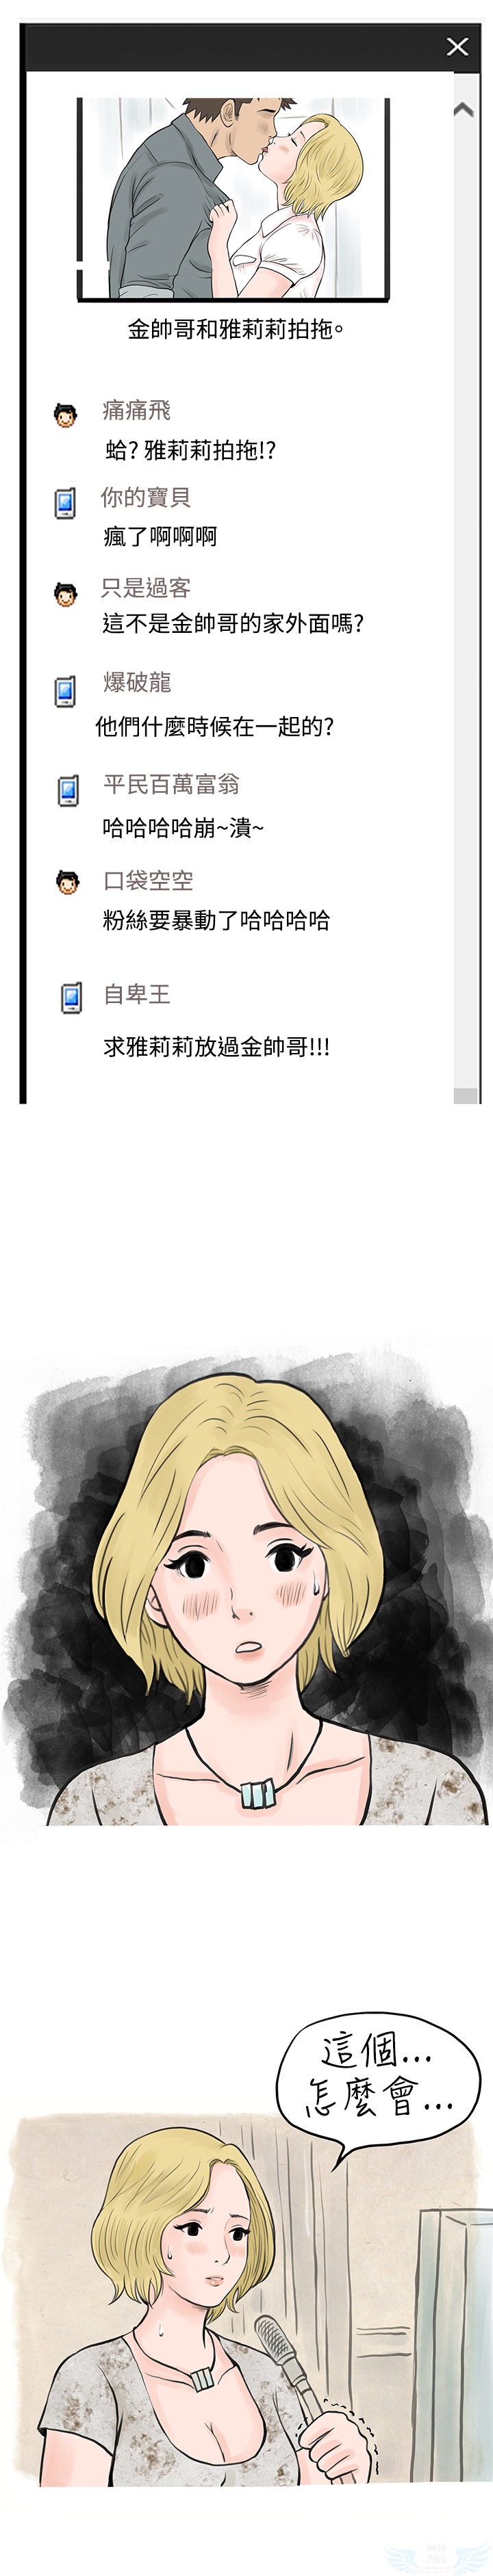 金帥哥和雅莉莉拍拖。
痛痛飛
蛤? 雅莉莉拍拖!?
你的寶貝
瘋了啊啊啊
只是過客
這不是金帥哥的家外面嗎?
爆破龍
他們什麼時候在一起的?
平民百萬富翁
哈哈哈哈崩~潰~
口袋空空
粉絲要暴動了哈哈哈哈
自卑王
求雅莉莉放過金帥哥!!!
這個...
怎麼會...